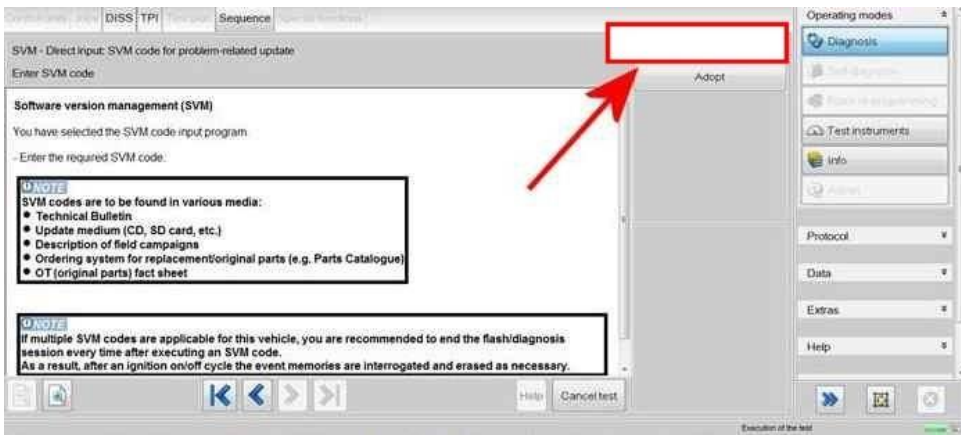 DISS
TPI
Sequence
Operating modes
SVM - Direct input: SVM code for problem-related update
Diagnosis
Enter SVM code
Adopt
Software version management (SVM)
You have selected the SVM code input program.
Test instruments
- Enter the required SVM code:
Info
NOTE
SVM codes are to be found in various media:
● Technical Bulletin
● Update medium (CD, SD card, etc.)
● Description of field campaigns
● Ordering system for replacement/original parts (e.g. Parts Catalogue)
● OT (original parts) fact sheet
Protocol
Data
Extras
Help
NOTE
If multiple SVM codes are applicable for this vehicle, you are recommended to end the flash/diagnosis
session every time after executing an SVM code.
As a result, after an ignition on/off cycle the event memories are interrogated and erased as necessary.
Help
Cancel test
Execution of the test